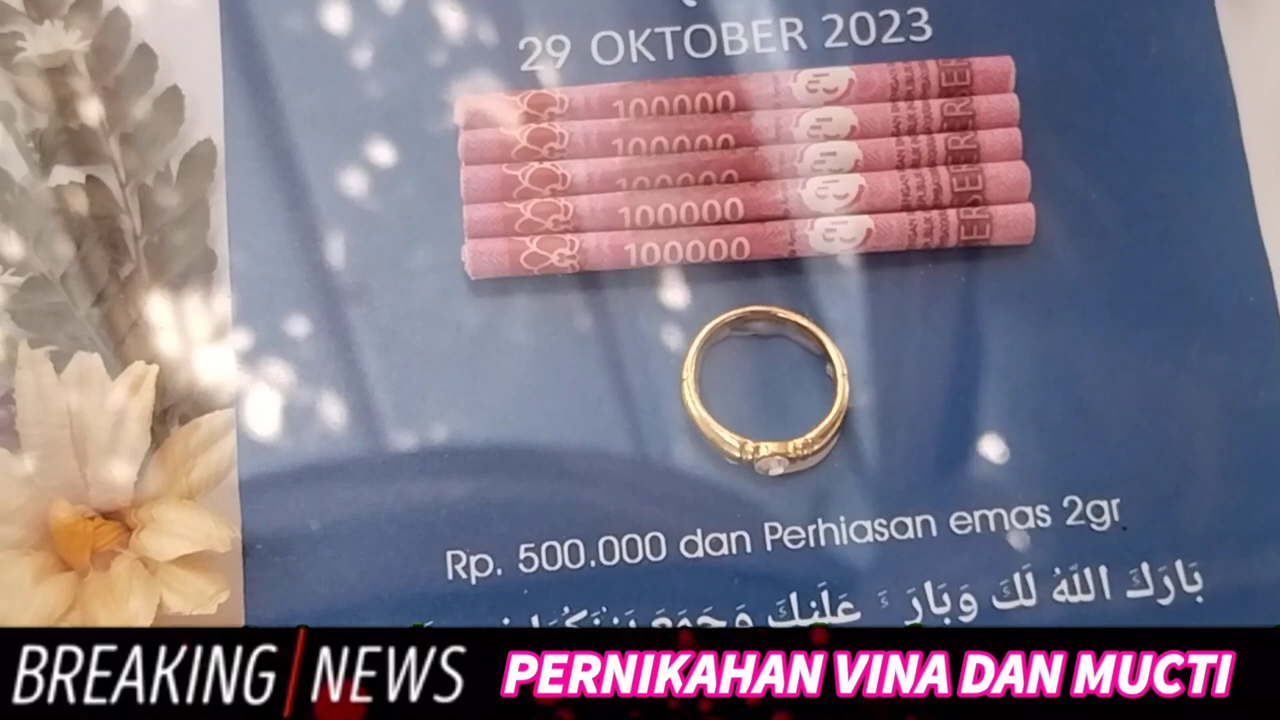 29 OKTOBER 2023
100000
100000
100000
100000
100000
Rp. 500.000 dan Perhiasan emas 2gr
بَارَكَ اللهُ لَكَ وَبَارَ عَلَيْكَ وَجَمَعَ
BREAKING NEWS PERNIKAHAN VINA DAN MUCTI